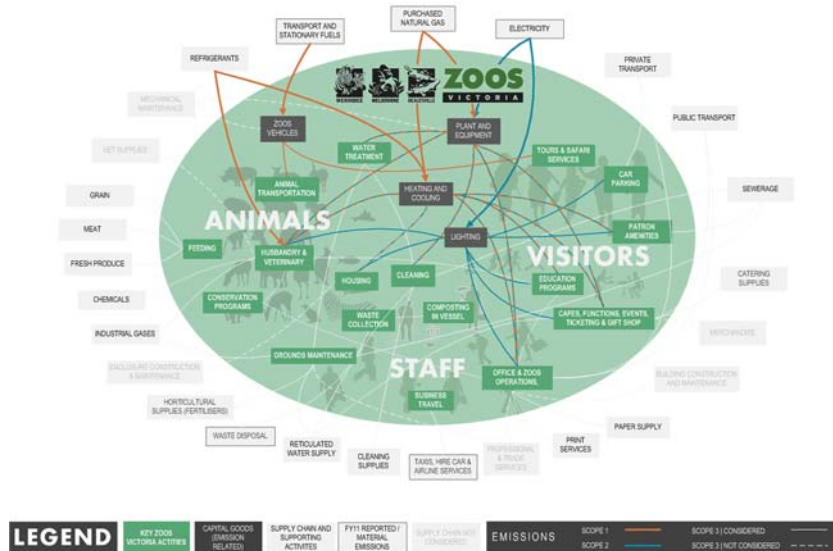 PURCHASED
NATURAL GAS
TRANSPORT AND
STATIONARY FUELS
ELECTRICITY
REFRIGERANTS
PRIVATE
TRANSPORT
WERRIBEE
MELBOURNE
HEALESVILLE
ZOOS
VICTORIA
MECHANICAL
MAINTENANCE
PUBLIC TRANSPORT
ZOOS
VEHICLES
PLANT AND
EQUIPMENT
VET SUPPLIES
WATER
TREATMENT
TOURS & SAFARI
SERVICES
CAR
PARKING
GRAIN
ANIMAL
TRANSPORTATION
HEATING AND
COOLING
SEWERAGE
ANIMALS
MEAT
PATRON
AMENITIES
LIGHTING
FEEDING
HUSBANDRY &
VETERINARY
VISITORS
FRESH PRODUCE
HOUSING
CLEANING
EDUCATION
PROGRAMS
CATERING
SUPPLIES
CHEMICALS
CONSERVATION
PROGRAMS
WASTE
COLLECTION
COMPOSTING
IN VESSEL
CAFES, FUNCTIONS, EVENTS,
TICKETING & GIFT SHOP
INDUSTRIAL GASES
MERCHANDISE
GROUNDS MAINTENANCE
STAFF
ENCLOSURE CONSTRUCTION
& MAINTENANCE
OFFICE & ZOOS
OPERATIONS,
BUILDING CONSTRUCTION
AND MAINTENANCE
BUSINESS
TRAVEL
HORTICULTURAL
SUPPLIES (FERTILISERS)
WASTE DISPOSAL
RETICULATED
WATER SUPPLY
CLEANING
SUPPLIES
TAXIS, HIRE CAR &
AIRLINE SERVICES
PROFESSIONAL
& TRADE
SERVICES
PRINT
SERVICES
PAPER SUPPLY
LEGEND
KEY ZOOS
VICTORIA ACTITIES
CAPITAL GOODS
(EMISSION
RELATED)
SUPPLY CHAIN AND
SUPPORTING
ACTIVITES
FY11 REPORTED /
MATERIAL
EMISSIONS
SUPPLY CHAIN NOT
CONSIDERED
EMISSIONS
SCOPE 1
SCOPE 2
SCOPE 3 | CONSIDERED
SCOPE 3 | NOT CONSIDERED